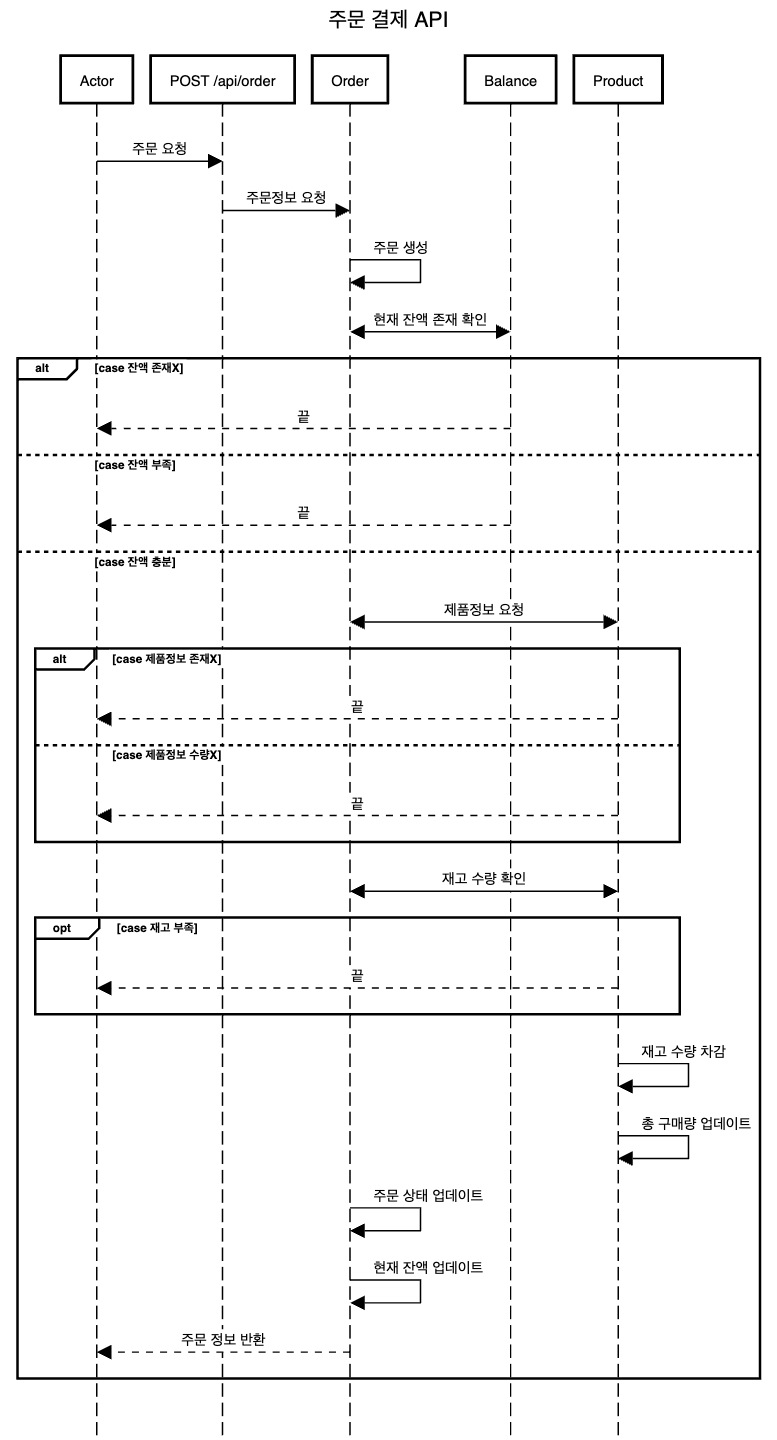 주문 결제 API
Actor
POST /api/order
Order
Balance
Product
주문 요청
주문정보 요청
주문 생성
현재 잔액 존재 확인
alt
[case 잔액 존재X]
끝
[case 잔액 부족]
끝
[case 잔액 충분]
제품정보 요청
alt
[case 제품정보 존재X]
끝
[case 제품정보 수량X]
끝
재고 수량 확인
opt
[case 재고 부족]
끝
재고 수량 차감
총 구매량 업데이트
주문 상태 업데이트
현재 잔액 업데이트
주문 정보 반환